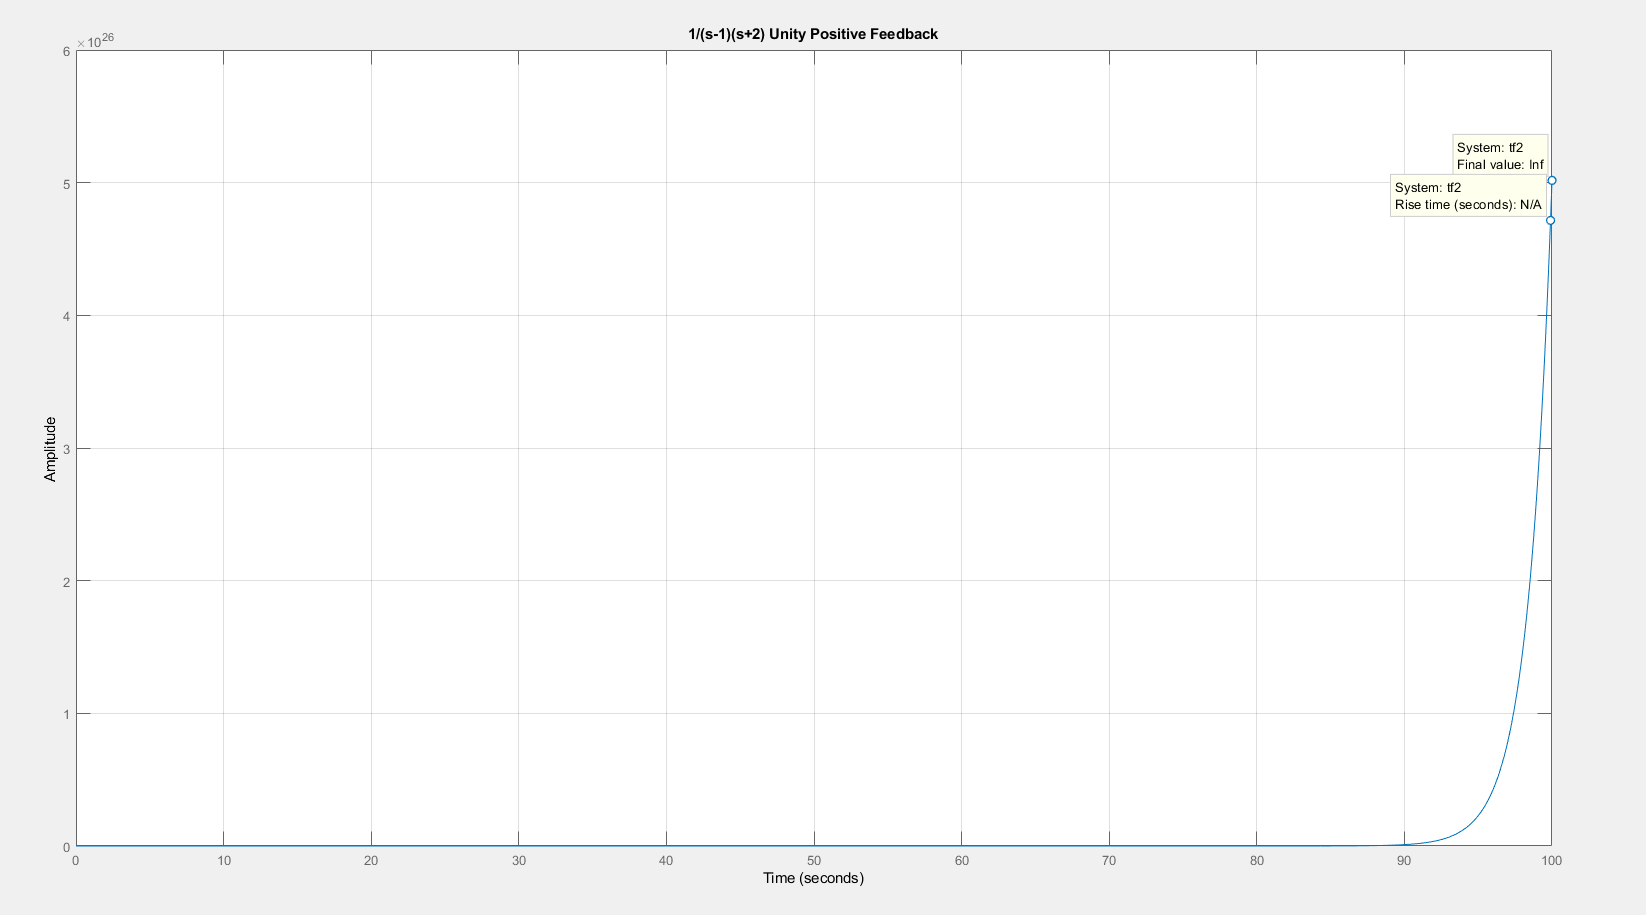 1/(s-1)(s+2) Unity Positive Feedback
×10^26
6
5
4
3
2
1
0
Amplitude
System: tf2
Final value: Inf
System: tf2
Rise time (seconds): N/A
0 10 20 30 40 50 60 70 80 90 100
Time (seconds)